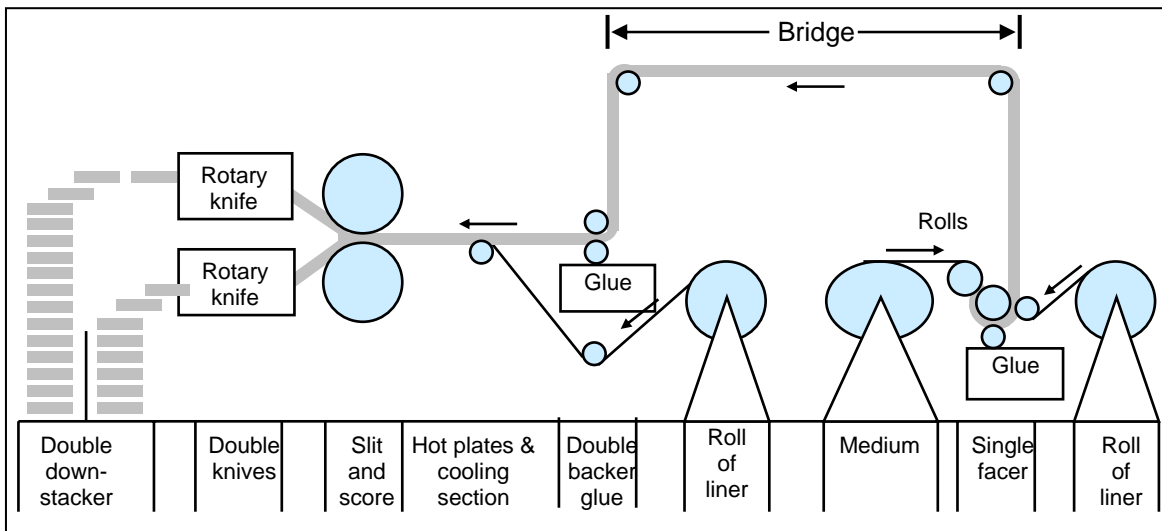 Bridge
Rotary
knife
Rolls
Rotary
knife
Glue
Glue
Double
down-
stacker
Double
knives
Slit
and
score
Hot plates &
cooling
section
Double
backer
glue
Roll
of
liner
Medium
Single
facer
Roll
of
liner